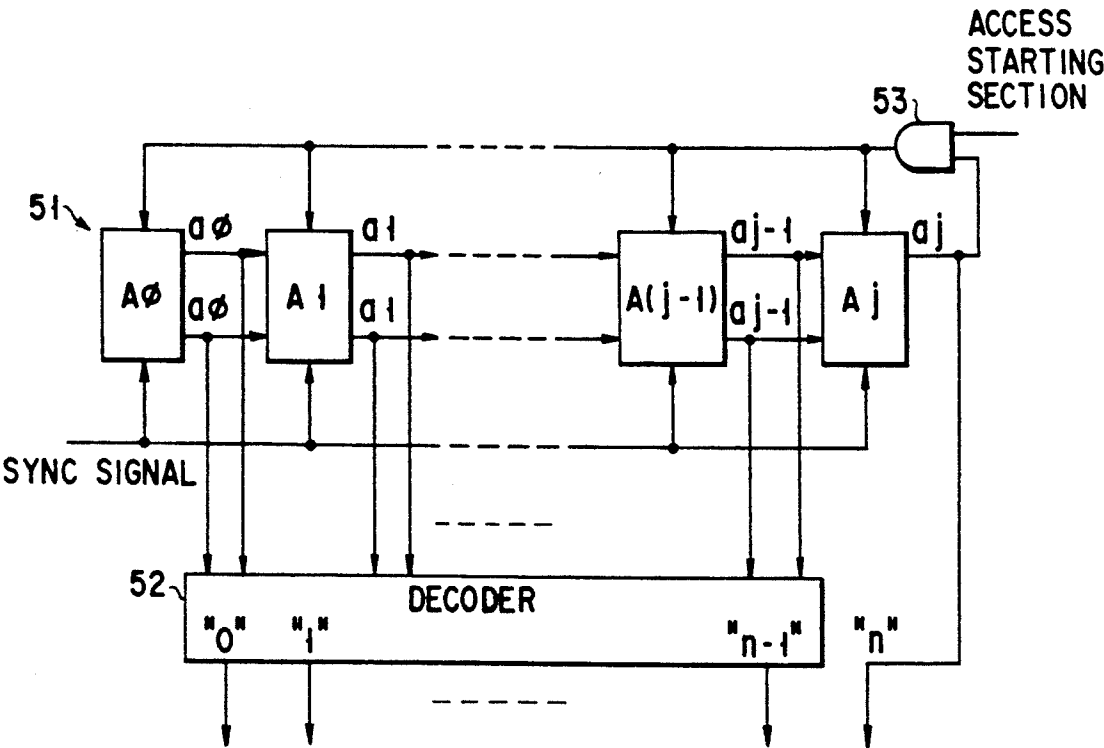 ACCESS
STARTING
SECTION
53
51
aø
a1
aj-1
aj
Aø
A1
A(j-1)
Aj
aø
a1
aj-1
SYNC SIGNAL
52
DECODER
"0"
"1"
"n-1"
"n"